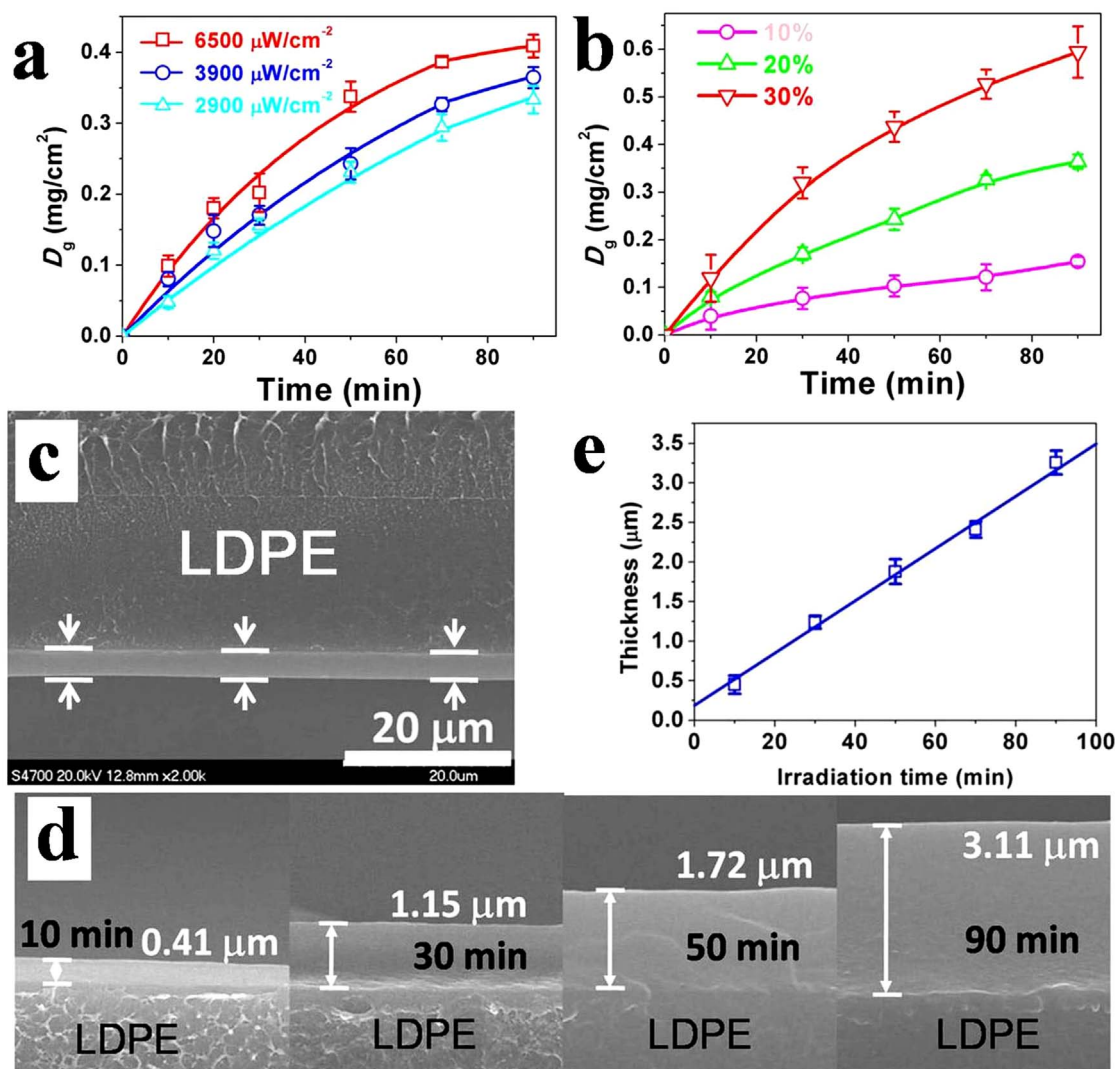 a
6500 μW/cm⁻²
3900 μW/cm⁻²
2900 μW/cm⁻²
0.4
0.3
0.2
0.1
0.0
D_g (mg/cm²)
0 20 40 60 80
Time (min)
b
10%
20%
30%
0.6
0.5
0.4
0.3
0.2
0.1
0.0
D_g (mg/cm²)
0 20 40 60 80
Time (min)
c
LDPE
20 μm
S4700 20.0kV 12.8mm x2.00k 20.0um
e
3.5
3.0
2.5
2.0
1.5
1.0
0.5
0.0
Thickness (μm)
0 20 40 60 80 100
Irradiation time (min)
d
10 min
0.41 μm
LDPE
1.15 μm
30 min
LDPE
1.72 μm
50 min
LDPE
3.11 μm
90 min
LDPE